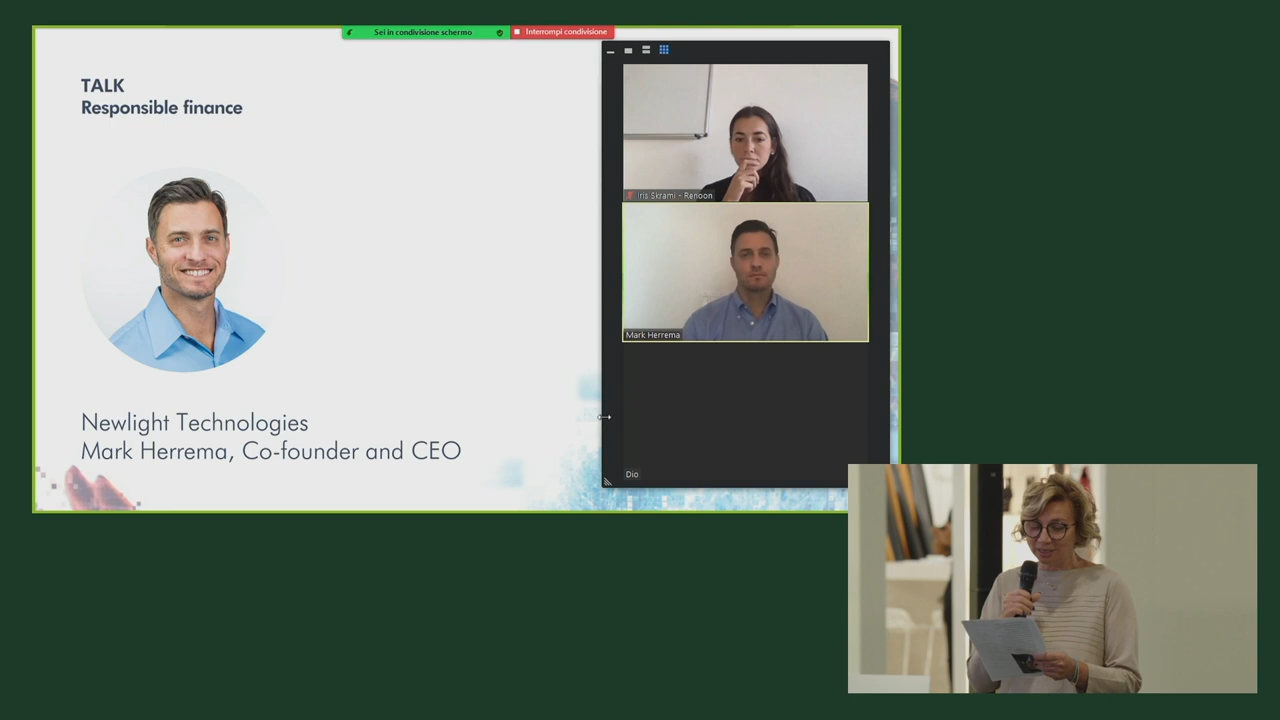 Sei in condivisione schermo
Interrompi condivisione
TALK
Responsible finance
Iris Skrami - Renoon
Mark Herrema
Newlight Technologies
Mark Herrema, Co-founder and CEO
Dio